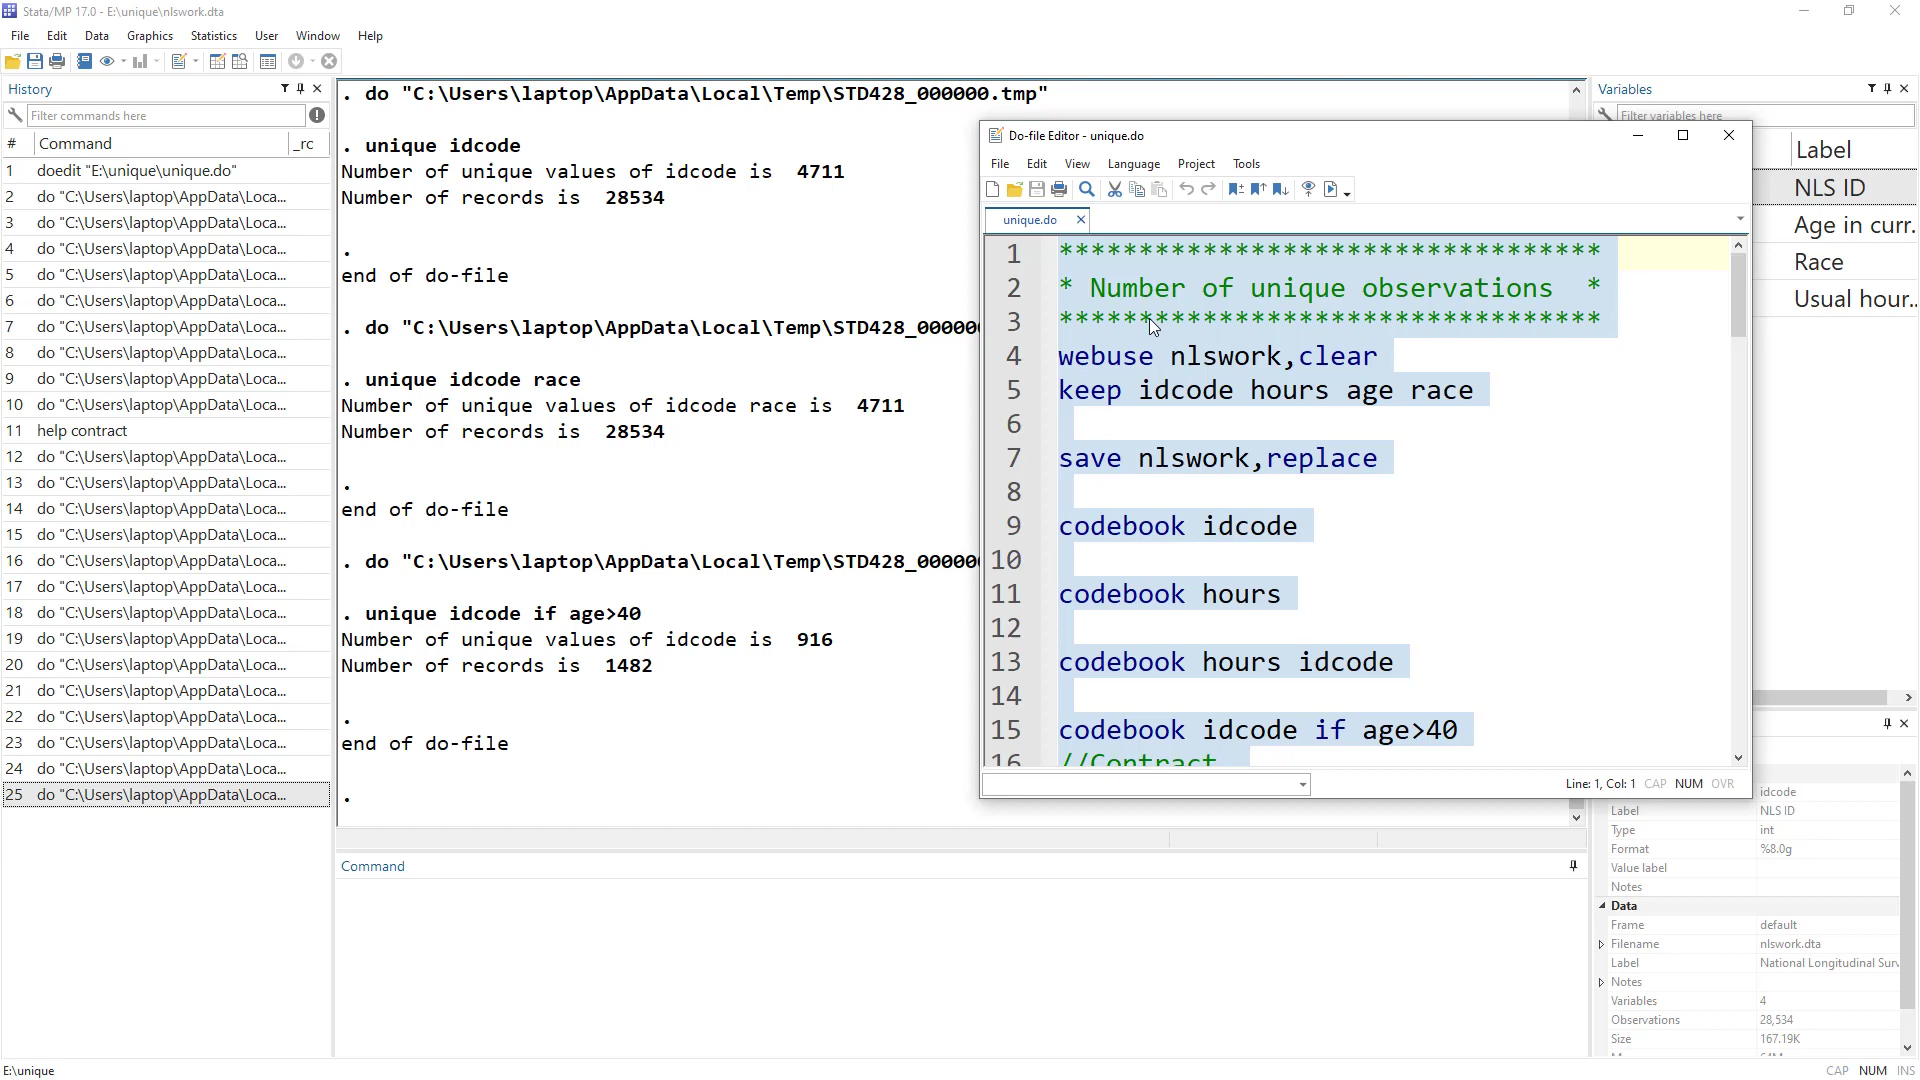 Stata/MP 17.0 - E:\unique\nlswork.dta
File Edit Data Graphics Statistics User Window Help
History
Filter commands here
# Command _rc
1 doedit "E:\unique\unique.do"
2 do "C:\Users\laptop\AppData\Loca...
3 do "C:\Users\laptop\AppData\Loca...
4 do "C:\Users\laptop\AppData\Loca...
5 do "C:\Users\laptop\AppData\Loca...
6 do "C:\Users\laptop\AppData\Loca...
7 do "C:\Users\laptop\AppData\Loca...
8 do "C:\Users\laptop\AppData\Loca...
9 do "C:\Users\laptop\AppData\Loca...
10 do "C:\Users\laptop\AppData\Loca...
11 help contract
12 do "C:\Users\laptop\AppData\Loca...
13 do "C:\Users\laptop\AppData\Loca...
14 do "C:\Users\laptop\AppData\Loca...
15 do "C:\Users\laptop\AppData\Loca...
16 do "C:\Users\laptop\AppData\Loca...
17 do "C:\Users\laptop\AppData\Loca...
18 do "C:\Users\laptop\AppData\Loca...
19 do "C:\Users\laptop\AppData\Loca...
20 do "C:\Users\laptop\AppData\Loca...
21 do "C:\Users\laptop\AppData\Loca...
22 do "C:\Users\laptop\AppData\Loca...
23 do "C:\Users\laptop\AppData\Loca...
24 do "C:\Users\laptop\AppData\Loca...
25 do "C:\Users\laptop\AppData\Loca...
. do "C:\Users\laptop\AppData\Local\Temp\STD428_000000.tmp"
. unique idcode
Number of unique values of idcode is 4711
Number of records is 28534
.
end of do-file
. do "C:\Users\laptop\AppData\Local\Temp\STD428_00000
. unique idcode race
Number of unique values of idcode race is 4711
Number of records is 28534
.
end of do-file
. do "C:\Users\laptop\AppData\Local\Temp\STD428_00000
. unique idcode if age>40
Number of unique values of idcode is 916
Number of records is 1482
.
end of do-file
.
Command
Do-file Editor - unique.do
File Edit View Language Project Tools
unique.do
1 **********************************
2 * Number of unique observations *
3 **********************************
4 webuse nlswork,clear
5 keep idcode hours age race
6
7 save nlswork,replace
8
9 codebook idcode
10
11 codebook hours
12
13 codebook hours idcode
14
15 codebook idcode if age>40
16 //Contract
Line: 1, Col: 1 CAP NUM OVR
Variables
Filter variables here
Label
NLS ID
Age in curr...
Race
Usual hour...
idcode
Label NLS ID
Type int
Format %8.0g
Value label
Notes
Data
Frame default
Filename nlswork.dta
Label National Longitudinal Surv
Notes
Variables 4
Observations 28,534
Size 167.19K
E:\unique
CAP NUM INS